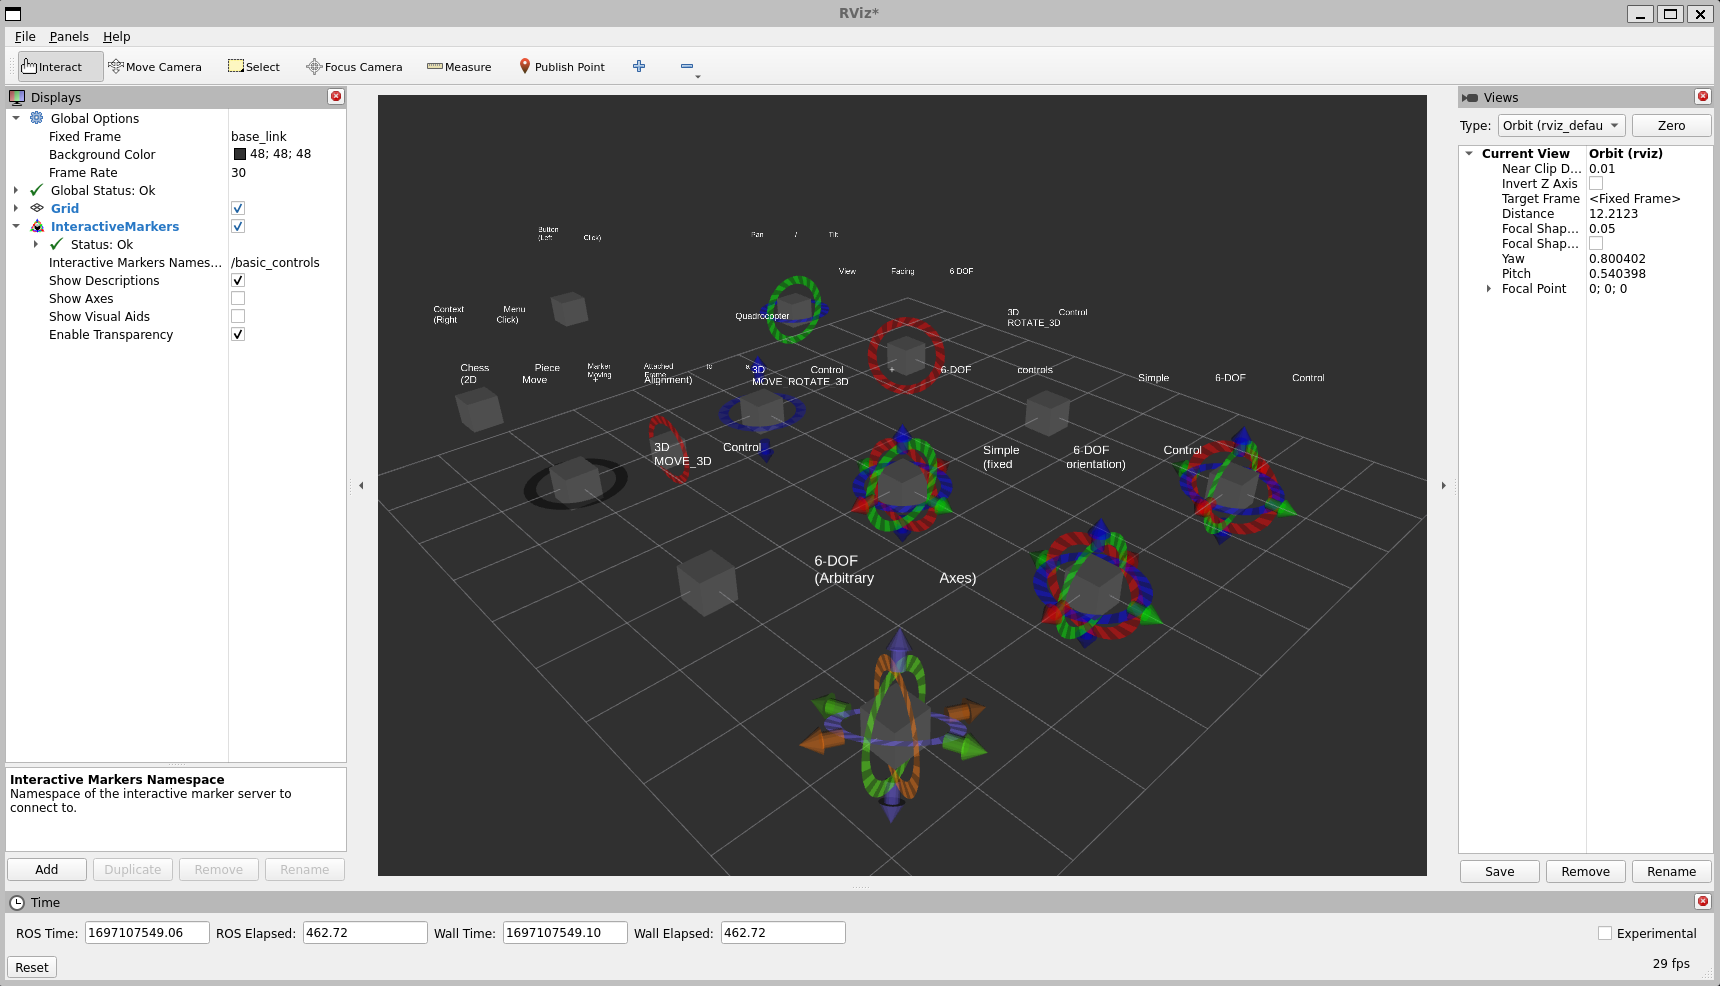 RViz*
File Panels Help
Interact Move Camera Select Focus Camera Measure Publish Point
Displays
Global Options
Fixed Frame base_link
Background Color 48; 48; 48
Frame Rate 30
Global Status: Ok
Grid
InteractiveMarkers
Status: Ok
Interactive Markers Names... /basic_controls
Show Descriptions
Show Axes
Show Visual Aids
Enable Transparency
Interactive Markers Namespace
Namespace of the interactive marker server to
connect to.
Add Duplicate Remove Rename
Button
(Left Click)
Pan / Tilt
View Facing 6-DOF
Context Menu
(Right Click)
Quadrocopter
3D Control
ROTATE_3D
Chess Piece
(2D Move Alignment)
Marker Attached to a
Moving Frame
3D Control
MOVE_ROTATE_3D
+ 6-DOF controls
Simple 6-DOF Control
3D Control
MOVE_3D
Simple 6-DOF Control
(fixed orientation)
6-DOF
(Arbitrary Axes)
Views
Type: Orbit (rviz_defau Zero
Current View Orbit (rviz)
Near Clip D... 0.01
Invert Z Axis
Target Frame <Fixed Frame>
Distance 12.2123
Focal Shap... 0.05
Focal Shap...
Yaw 0.800402
Pitch 0.540398
Focal Point 0; 0; 0
Save Remove Rename
Time
ROS Time: 1697107549.06 ROS Elapsed: 462.72 Wall Time: 1697107549.10 Wall Elapsed: 462.72 Experimental
Reset 29 fps